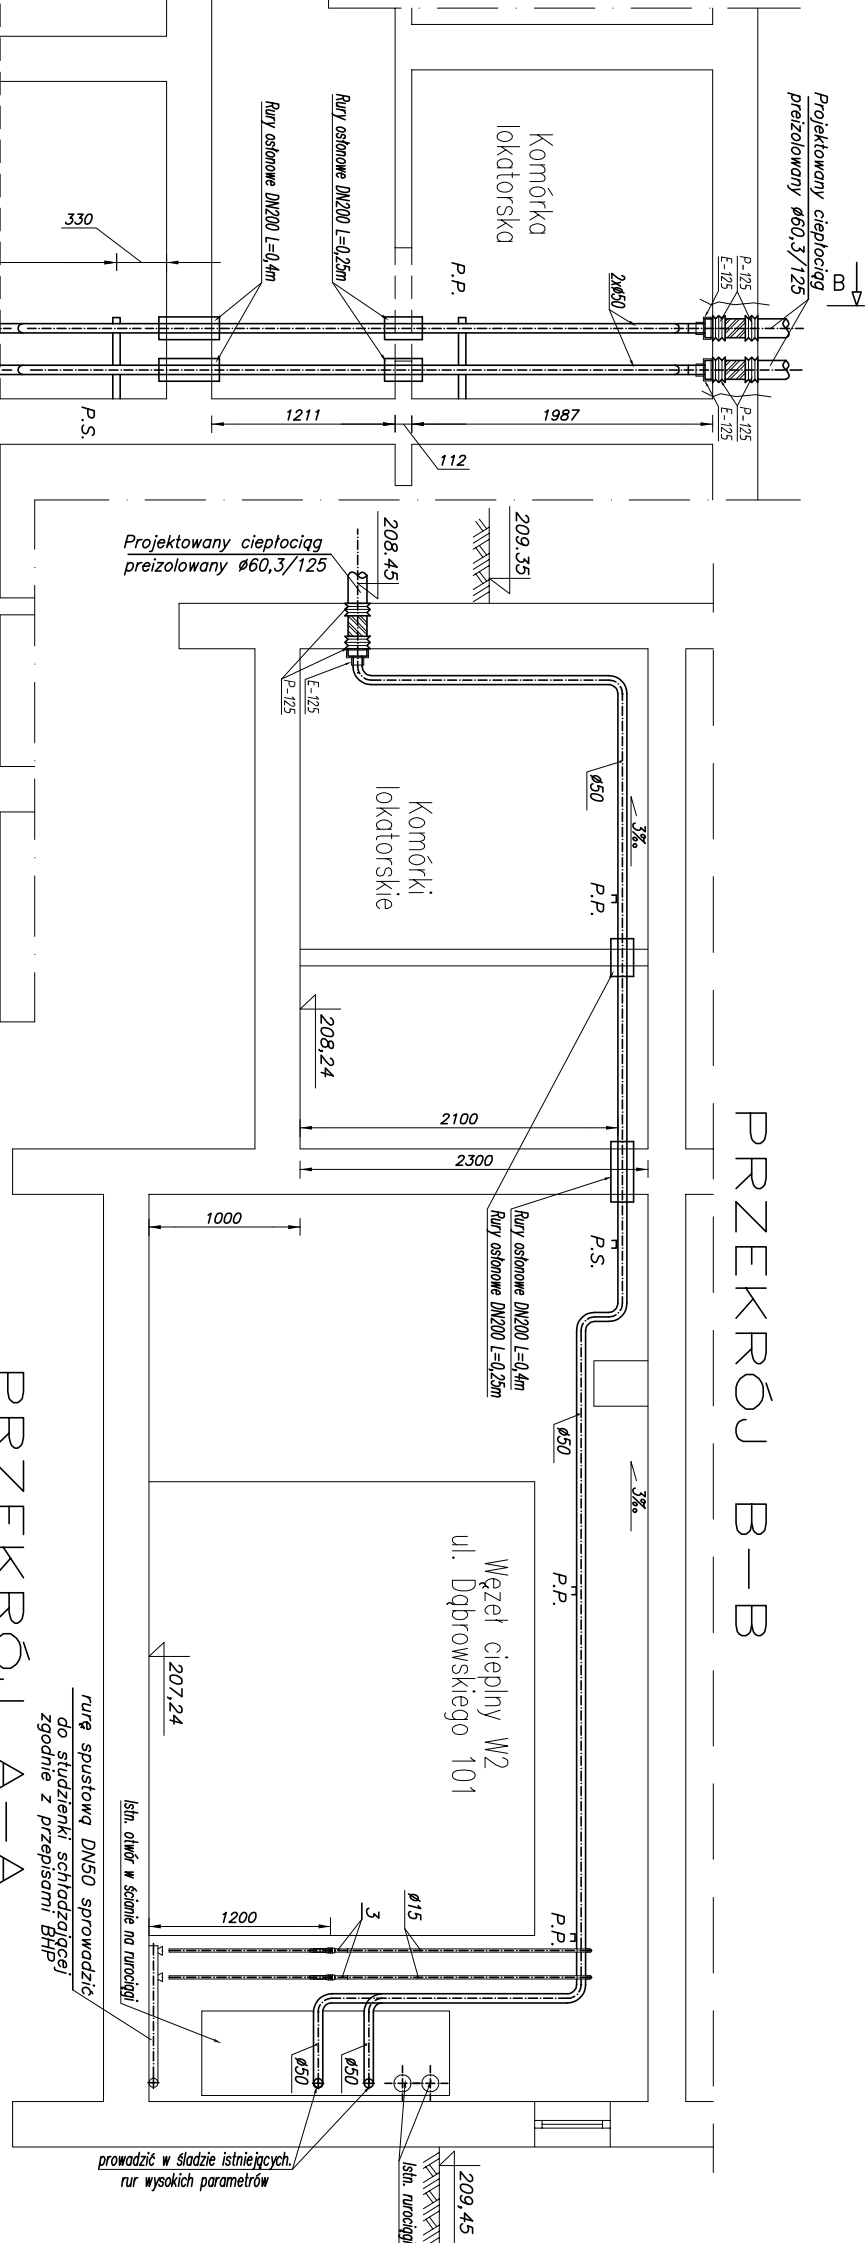 Projektowany ciepłociąg
preizolowany ø60,3/125
B
P-125
E-125
P-125
E-125
2xø50
Komórka
lokatorska
P.P.
Rury osłonowe DN200 L=0,25m
Rury osłonowe DN200 L=0,4m
330
P.S.
1211
1987
112
PRZEKRÓJ B-B
209.35
208.45
Projektowany ciepłociąg
preizolowany ø60,3/125
E-125
P-125
ø50
3‰
P.P.
Komórki
lokatorskie
208,24
2100
2300
1000
Rury osłonowe DN200 L=0,4m
Rury osłonowe DN200 L=0,25m
P.S.
ø50
3‰
P.P.
Węzeł cieplny W2
ul. Dąbrowskiego 101
207,24
P.P.
ø15
3
1200
ø50
ø50
Istn. otwór w ścianie na rurociągi
rurę spustową DN50 sprowadzić
do studzienki schładzającej
zgodnie z przepisami BHP
prowadzić w śladzie istniejących.
rur wysokich parametrów
Istn. rurociągi
209,45
PRZEKRÓJ A-A